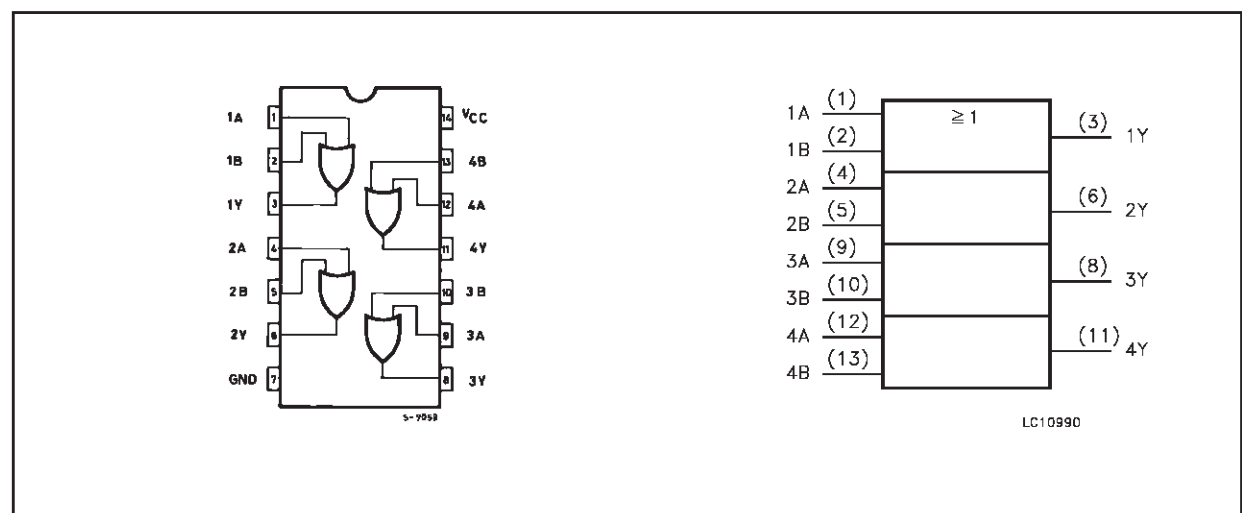 1A 1 14 VCC
1B 2 13 4B
1Y 3 12 4A
2A 4 11 4Y
2B 5 10 3B
2Y 6 9 3A
GND 7 8 3Y
S-7053
1A (1)
1B (2)
2A (4)
2B (5)
3A (9)
3B (10)
4A (12)
4B (13)
≧1
(3) 1Y
(6) 2Y
(8) 3Y
(11) 4Y
LC10990